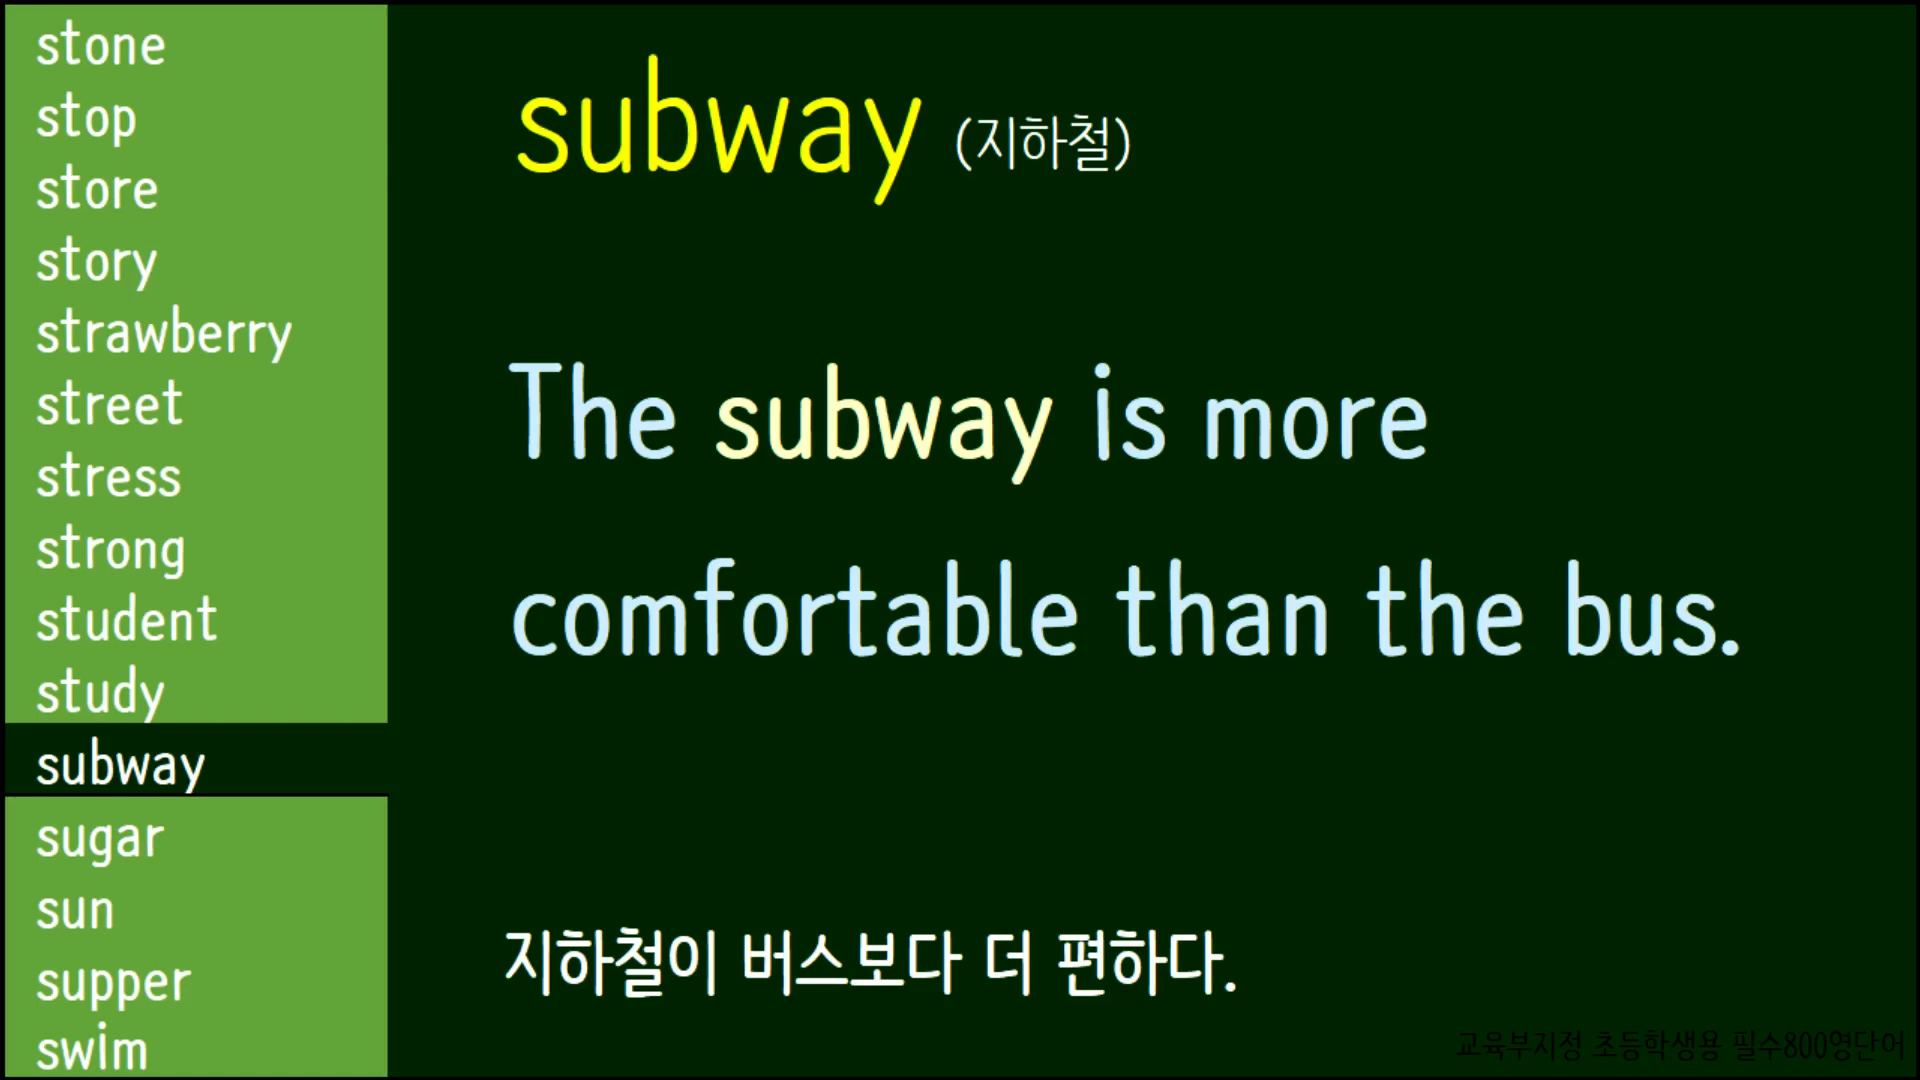 stone
stop
store
story
strawberry
street
stress
strong
student
study
subway
sugar
sun
supper
swim
subway (지하철)
The subway is more
comfortable than the bus.
지하철이 버스보다 더 편하다.
교육부지정 초등학생용 필수800영단어